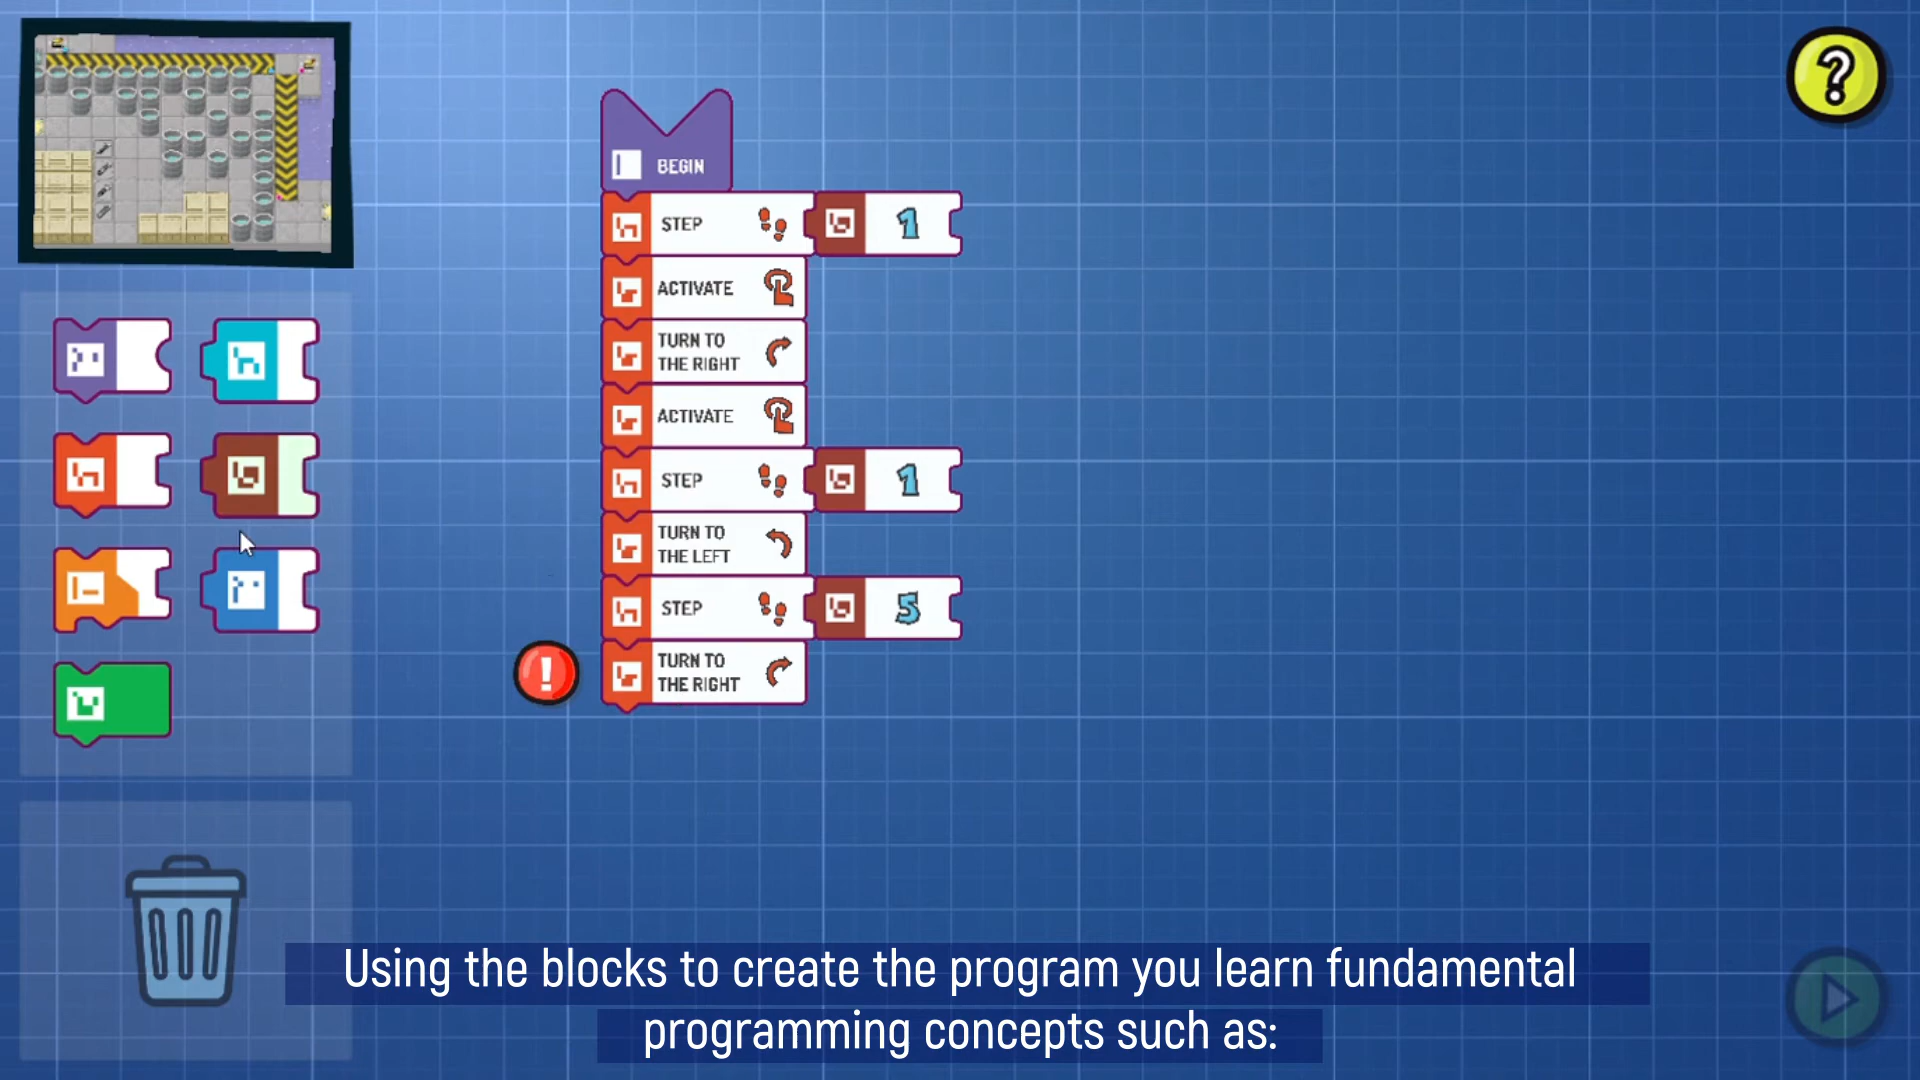 ?
BEGIN
STEP 1
ACTIVATE
TURN TO
THE RIGHT
ACTIVATE
STEP 1
TURN TO
THE LEFT
STEP 5
!
TURN TO
THE RIGHT
Using the blocks to create the program you learn fundamental
programming concepts such as: